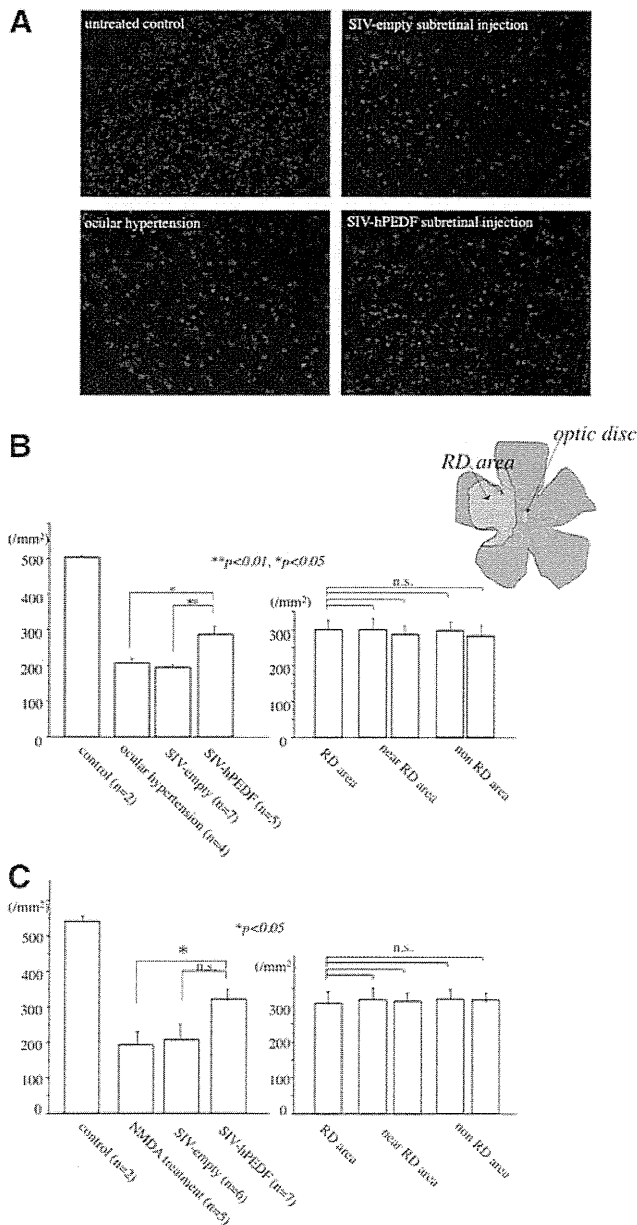 A
untreated control
SIV-empty subretinal injection
ocular hypertension
SIV-hPEDF subretinal injection
B
optic disc
RD area
(/mm²)
500
400
300
200
100
0
**p<0.01, *p<0.05
*
**
control (n=2)
ocular hypertension (n=4)
SIV-empty (n=7)
SIV-hPEDF (n=5)
(/mm²)
300
200
100
0
n.s.
RD area
near RD area
non RD area
C
(/mm²)
500
400
300
200
100
0
*p<0.05
*
n.s.
control (n=2)
NMDA treatment (n=5)
SIV-empty (n=6)
SIV-hPEDF (n=7)
(/mm²
300
200
100
0
n.s.
RD area
near RD area
non RD area